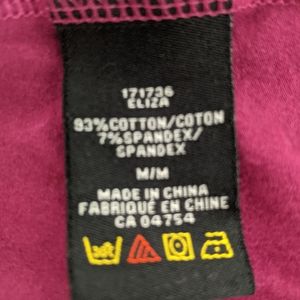 171736
ELIZA
93%COTTON/COTON
7%SPANDEX/
SPANDEX
M/M
MADE IN CHINA
FABRIQUÉ EN CHINE
CA 04754